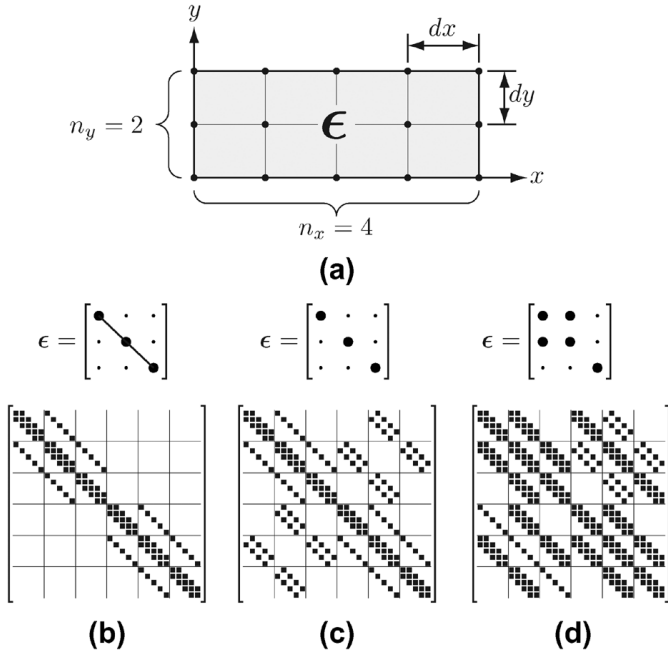 y
dx
dy
n_y = 2
ϵ
x
n_x = 4
(a)
ϵ =
ϵ =
ϵ =
(b)
(c)
(d)